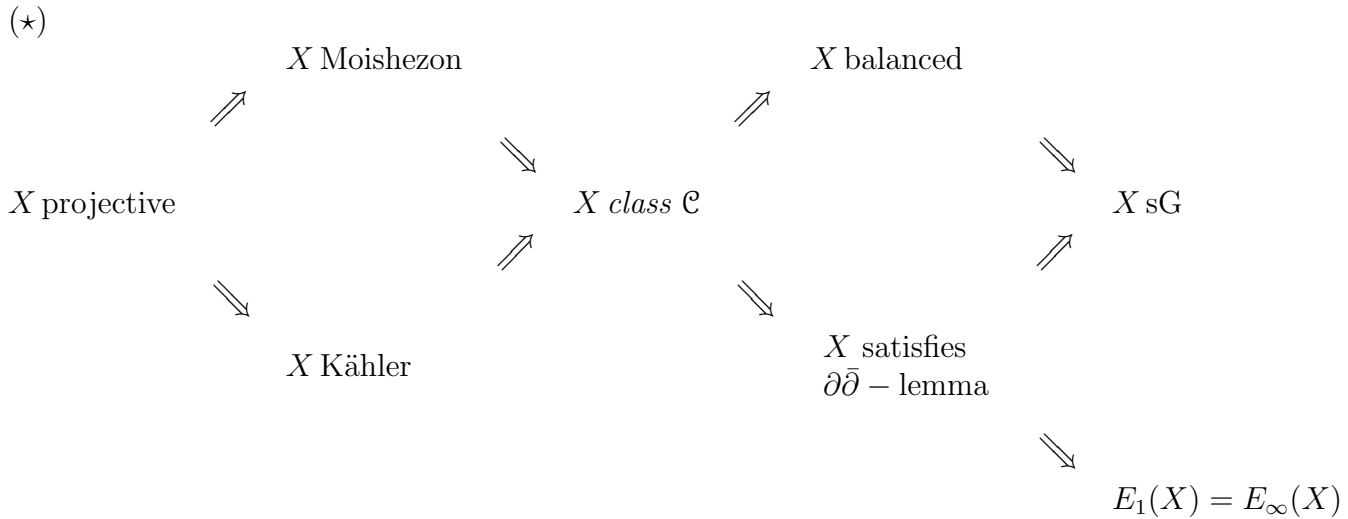 (⋆)
X Moishezon X balanced
⇗ ⇘ ⇗ ⇘
X projective X class 𝒞 X sG
⇘ ⇗ ⇘ ⇗
X Kähler X satisfies
∂∂̄ − lemma
⇘
E₁(X) = E∞(X)